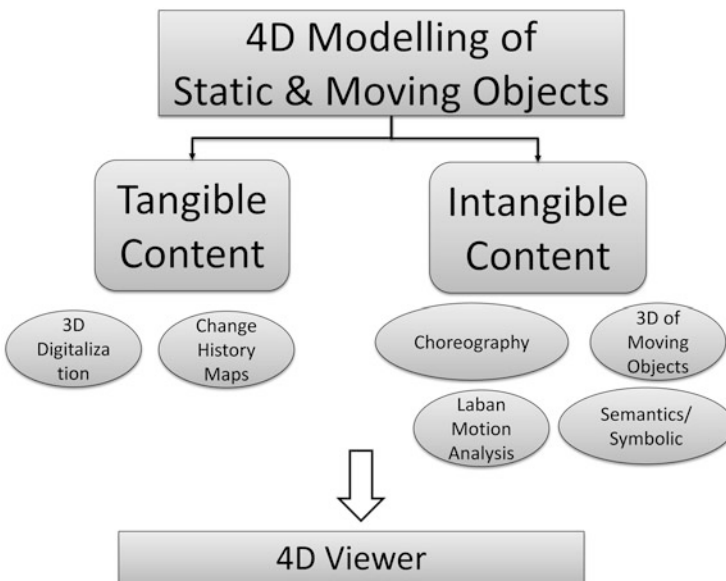 4D Modelling of
Static & Moving Objects
Tangible
Content
Intangible
Content
3D
Digitaliza
tion
Change
History
Maps
Choreography
3D of
Moving
Objects
Laban
Motion
Analysis
Semantics/
Symbolic
4D Viewer